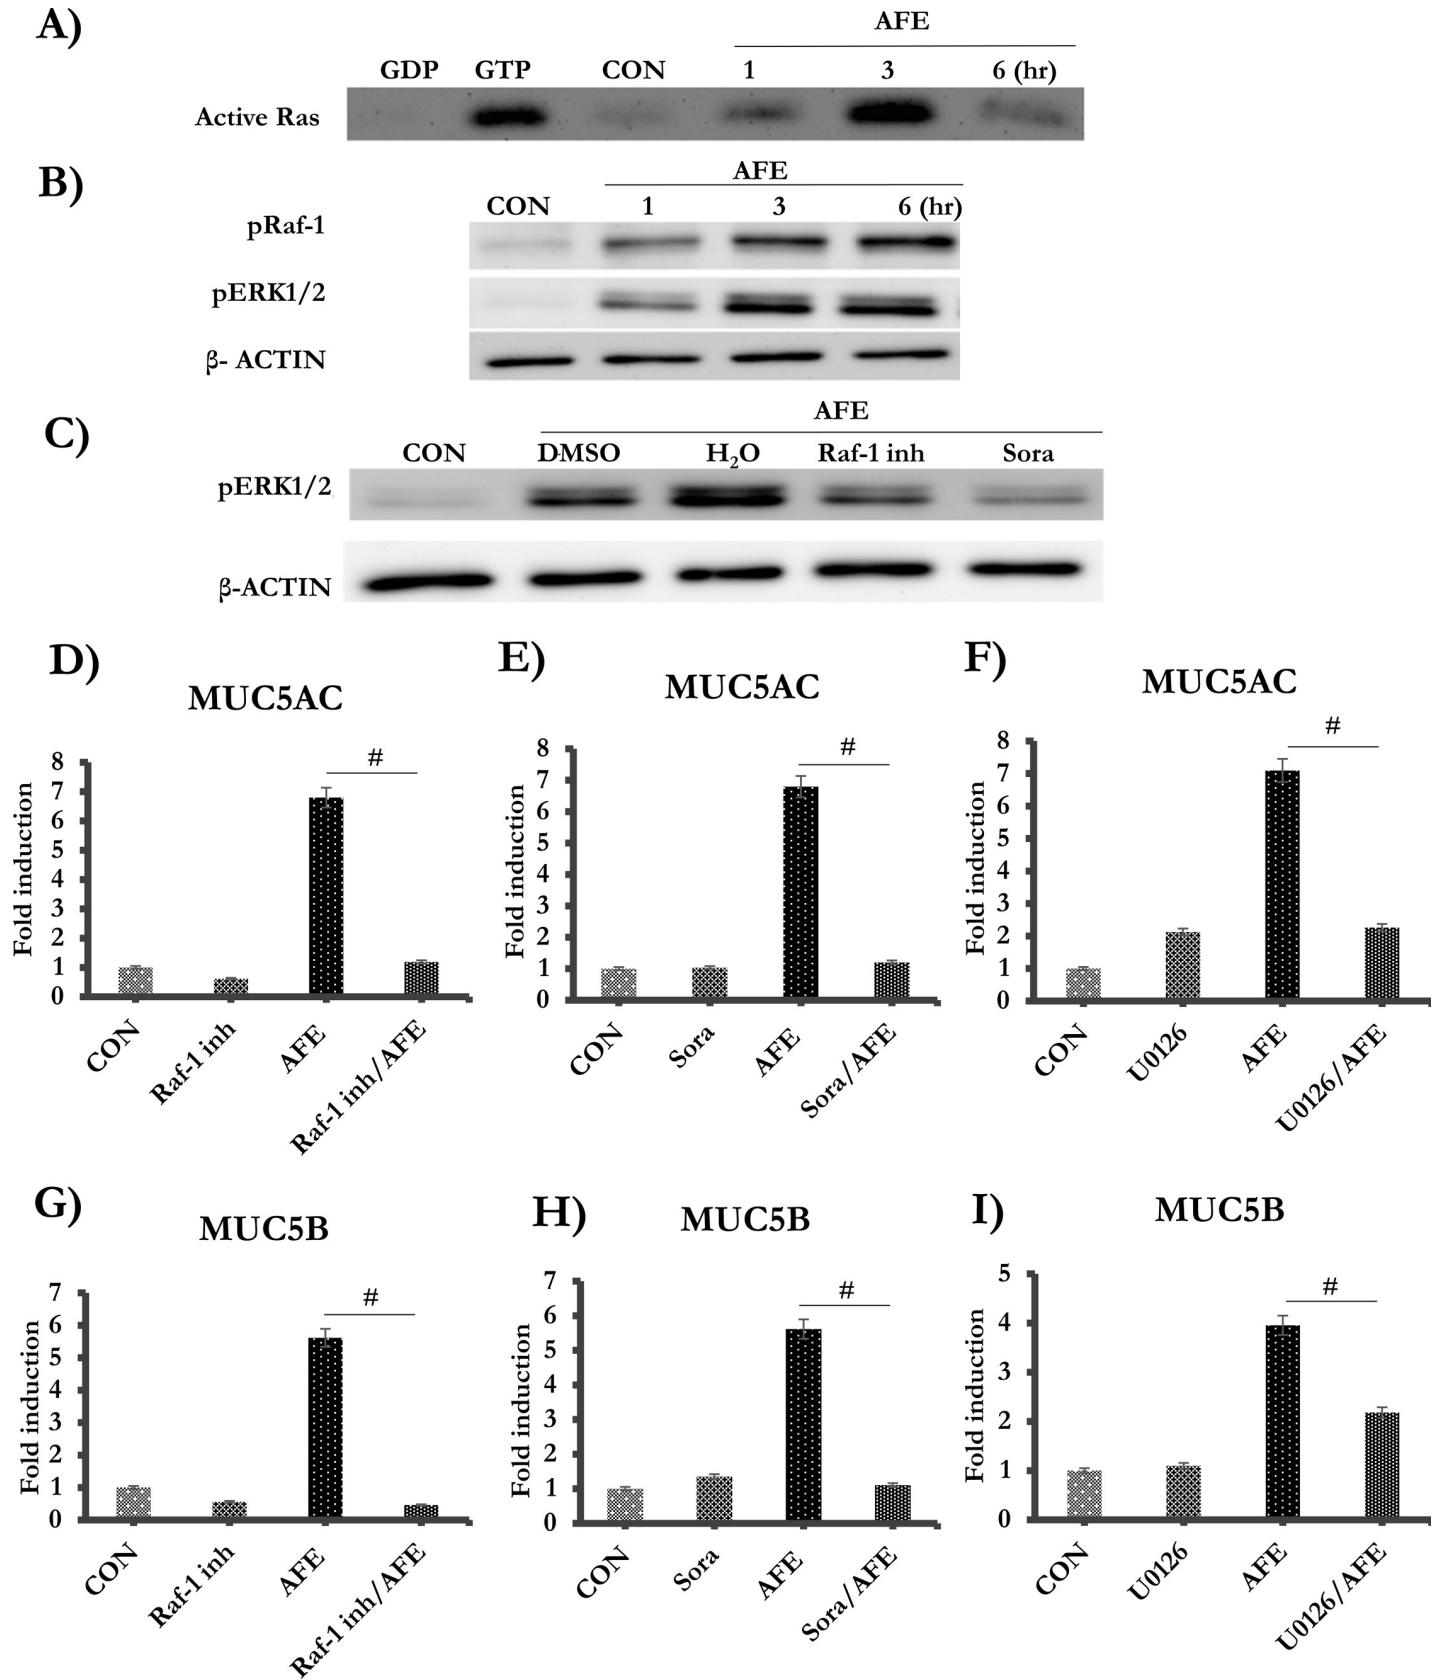 A)
AFE
GDP GTP CON 1 3 6 (hr)
Active Ras
B)
AFE
CON 1 3 6 (hr)
pRaf-1
pERK1/2
β- ACTIN
C)
AFE
CON DMSO H₂O Raf-1 inh Sora
pERK1/2
β-ACTIN
D)
MUC5AC
#
Fold induction
8
7
6
5
4
3
2
1
0
CON
Raf-1 inh
AFE
Raf-1 inh/AFE
E)
MUC5AC
#
Fold induction
8
7
6
5
4
3
2
1
0
CON
Sora
AFE
Sora/AFE
F)
MUC5AC
#
Fold induction
8
7
6
5
4
3
2
1
0
CON
U0126
AFE
U0126/AFE
G)
MUC5B
#
Fold induction
7
6
5
4
3
2
1
0
CON
Raf-1 inh
AFE
Raf-1 inh/AFE
H)
MUC5B
#
Fold induction
7
6
5
4
3
2
1
0
CON
Sora
AFE
Sora/AFE
I)
MUC5B
#
Fold induction
5
4
3
2
1
0
CON
U0126
AFE
U0126/AFE